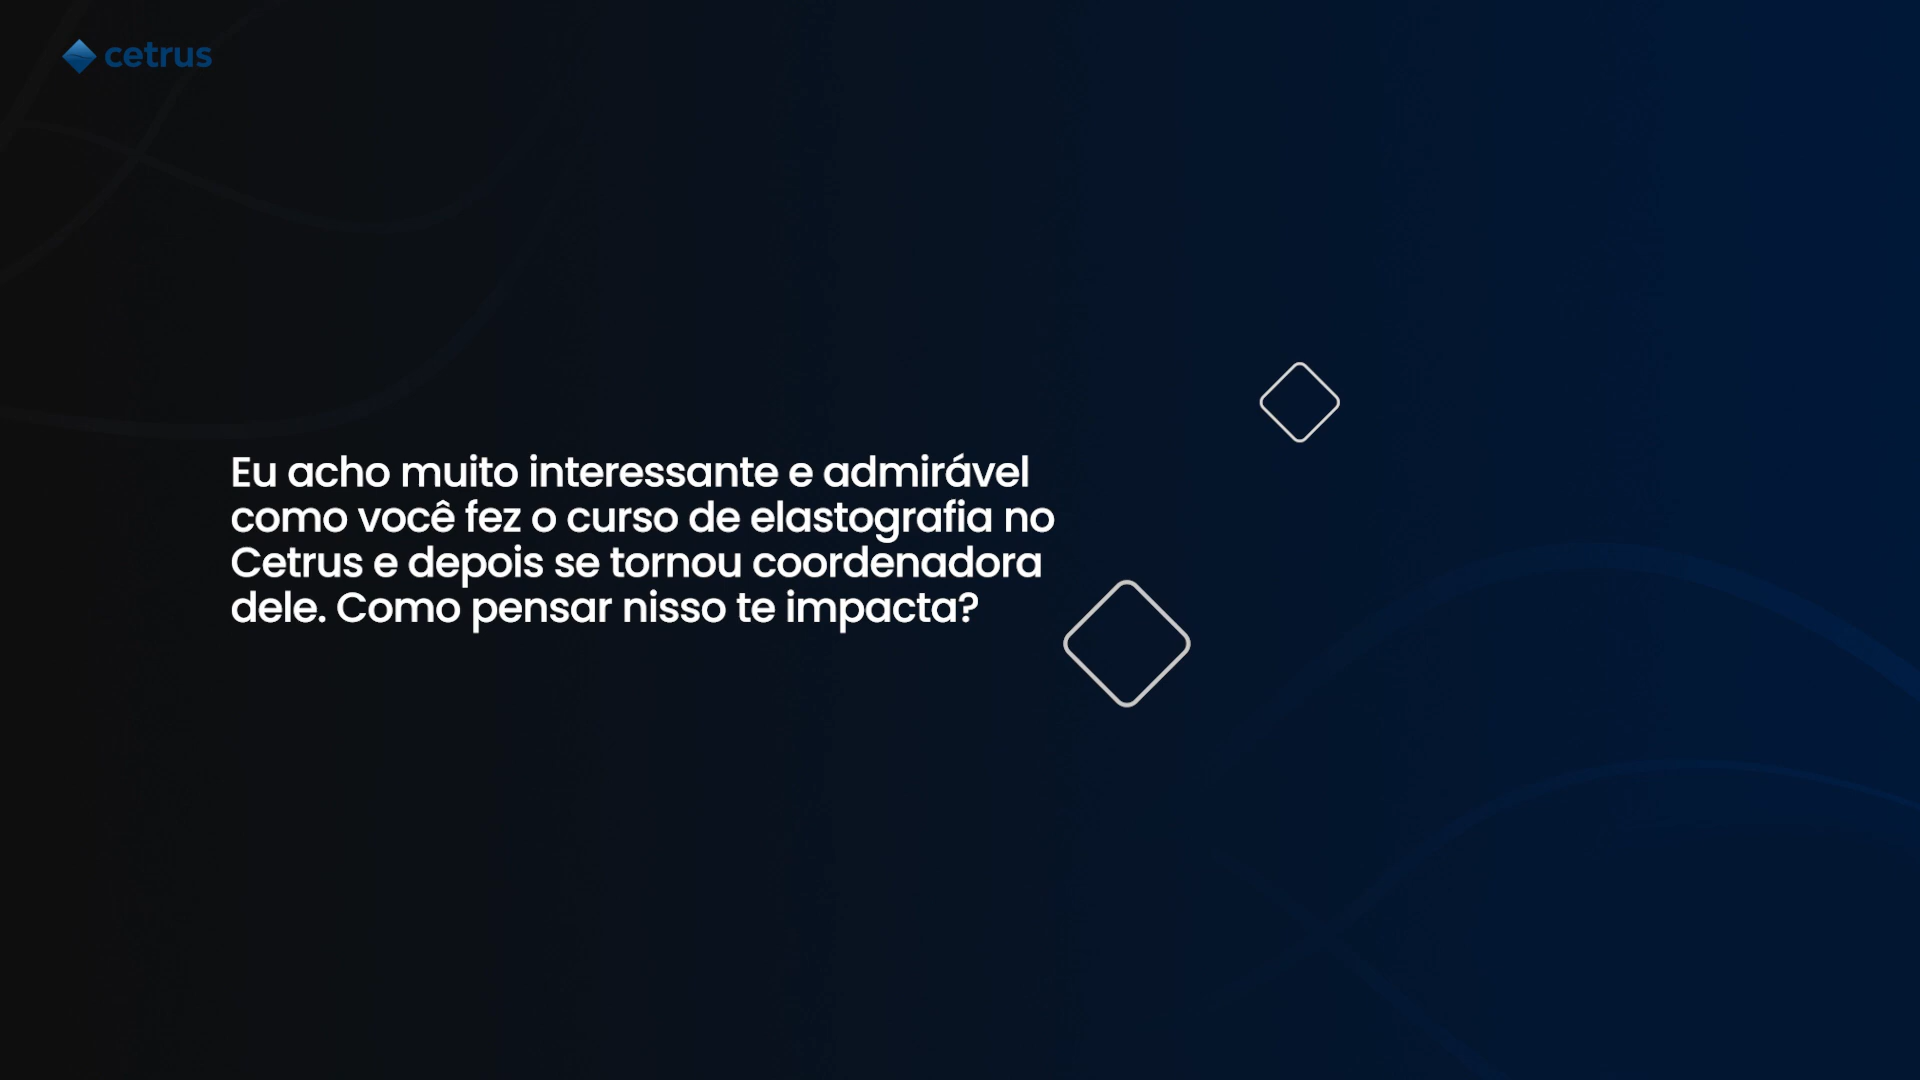 cetrus
Eu acho muito interessante e admirável
como você fez o curso de elastografia no
Cetrus e depois se tornou coordenadora
dele. Como pensar nisso te impacta?